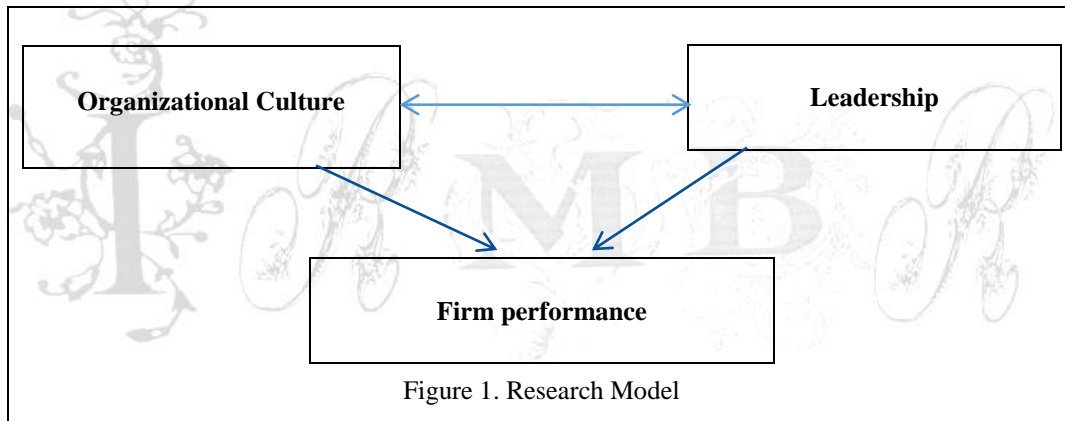 Organizational Culture
Leadership
I R M B R
Firm performance
Figure 1. Research Model